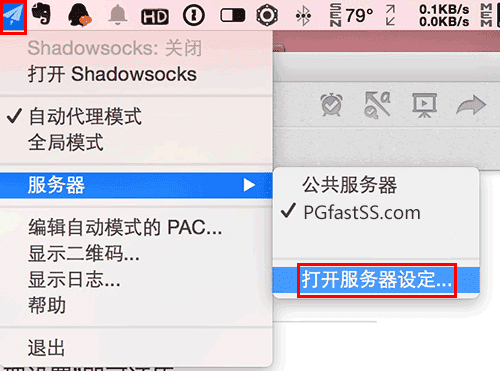 HD
SEN
79°
0.1KB/s
0.0KB/s
MEM
Shadowsocks: 关闭
打开 Shadowsocks
自动代理模式
全局模式
服务器
公共服务器
PGfastSS.com
打开服务器设定...
编辑自动模式的 PAC...
显示二维码...
显示日志...
帮助
退出